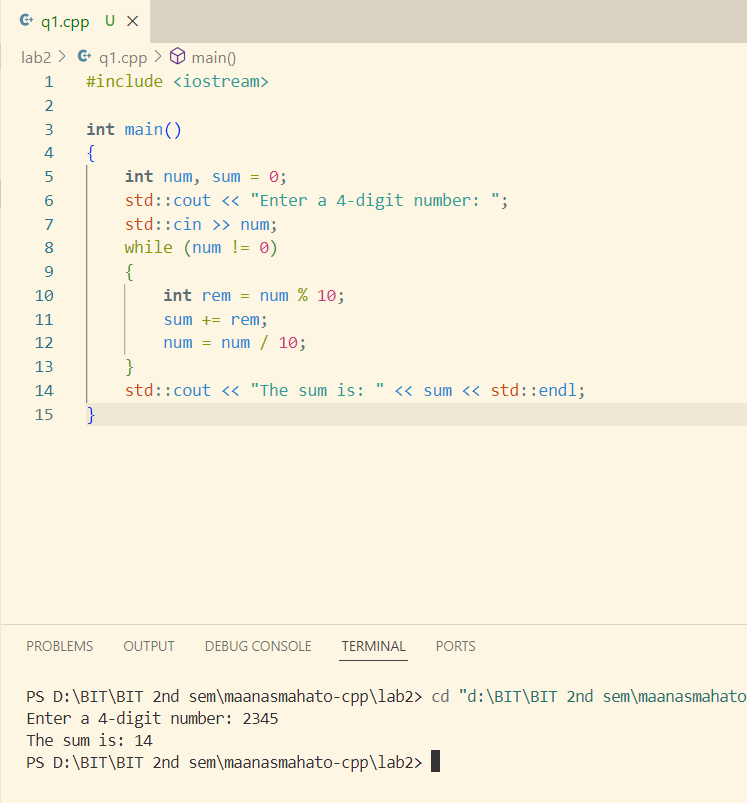 q1.cpp U
lab2 > q1.cpp > main()
1 #include <iostream>
2
3 int main()
4 {
5 int num, sum = 0;
6 std::cout << "Enter a 4-digit number: ";
7 std::cin >> num;
8 while (num != 0)
9 {
10 int rem = num % 10;
11 sum += rem;
12 num = num / 10;
13 }
14 std::cout << "The sum is: " << sum << std::endl;
15 }
PROBLEMS OUTPUT DEBUG CONSOLE TERMINAL PORTS
PS D:\BIT\BIT 2nd sem\maanasmahato-cpp\lab2> cd "d:\BIT\BIT 2nd sem\maanasmahato
Enter a 4-digit number: 2345
The sum is: 14
PS D:\BIT\BIT 2nd sem\maanasmahato-cpp\lab2>